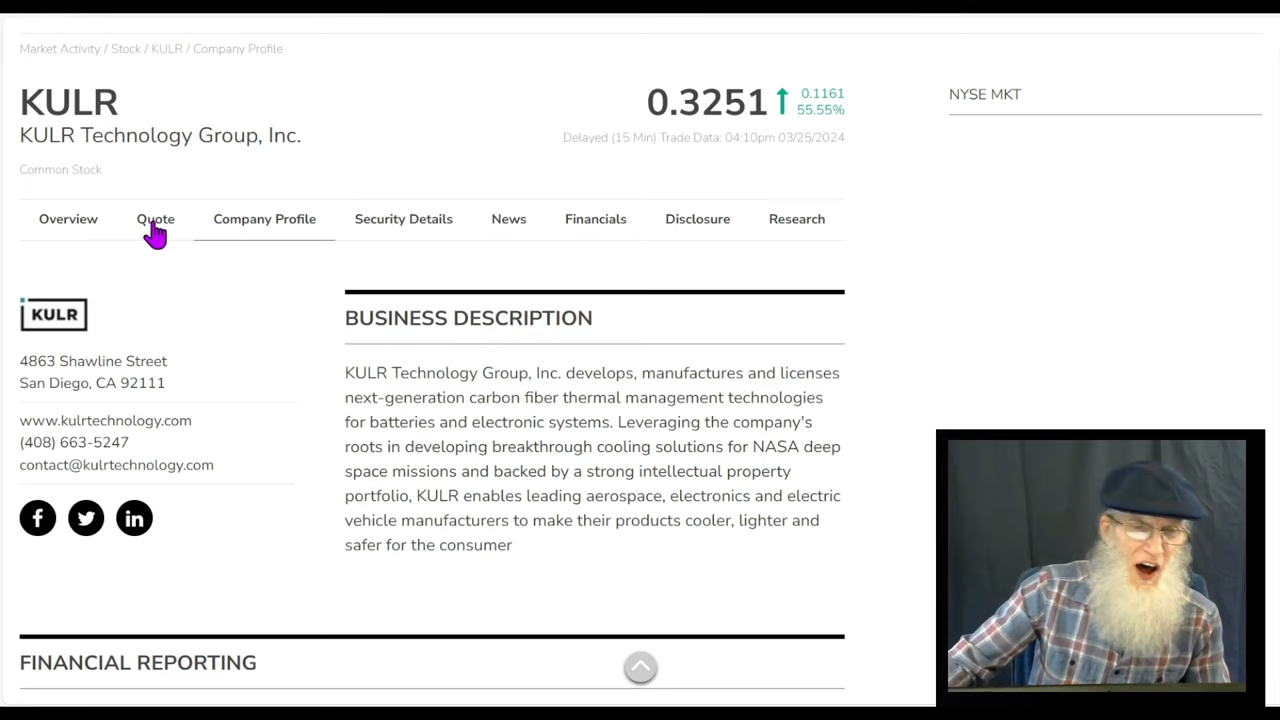 Market Activity / Stock / KULR / Company Profile
KULR
KULR Technology Group, Inc.
Common Stock
0.3251
0.1161
55.55%
Delayed (15 Min) Trade Data: 04:10pm 03/25/2024
NYSE MKT
Overview Quote Company Profile Security Details News Financials Disclosure Research
KULR
4863 Shawline Street
San Diego, CA 92111
www.kulrtechnology.com
(408) 663-5247
contact@kulrtechnology.com
BUSINESS DESCRIPTION
KULR Technology Group, Inc. develops, manufactures and licenses
next-generation carbon fiber thermal management technologies
for batteries and electronic systems. Leveraging the company's
roots in developing breakthrough cooling solutions for NASA deep
space missions and backed by a strong intellectual property
portfolio, KULR enables leading aerospace, electronics and electric
vehicle manufacturers to make their products cooler, lighter and
safer for the consumer
FINANCIAL REPORTING